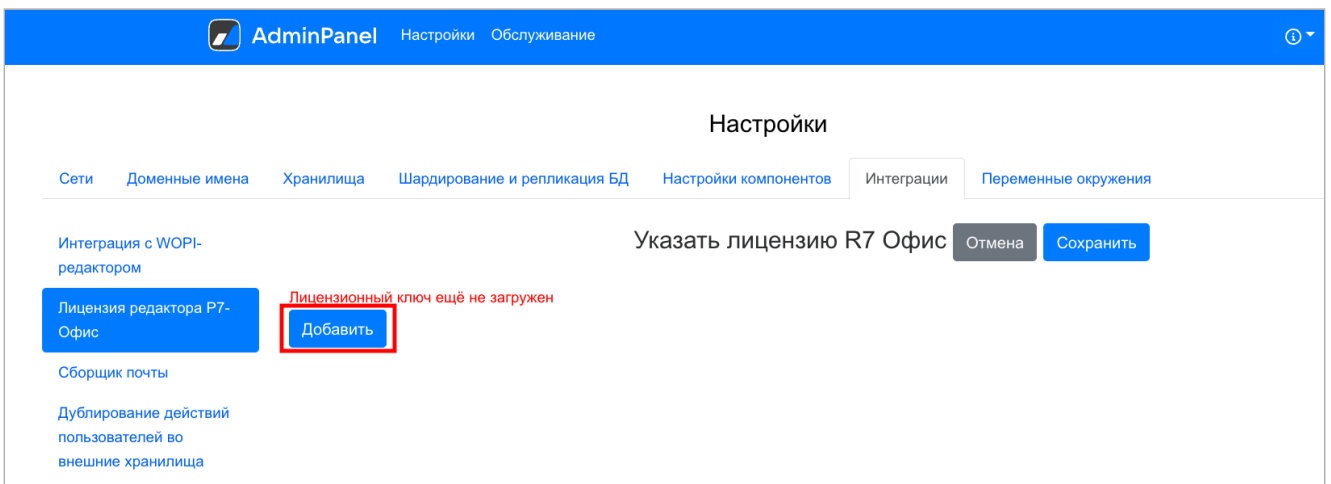 AdminPanel Настройки Обслуживание
Настройки
Сети Доменные имена Хранилища Шардирование и репликация БД Настройки компонентов Интеграции Переменные окружения
Интеграция с WOPI-
редактором
Указать лицензию R7 Офис Отмена Сохранить
Лицензия редактора Р7-
Офис
Лицензионный ключ ещё не загружен
Добавить
Сборщик почты
Дублирование действий
пользователей во
внешние хранилища